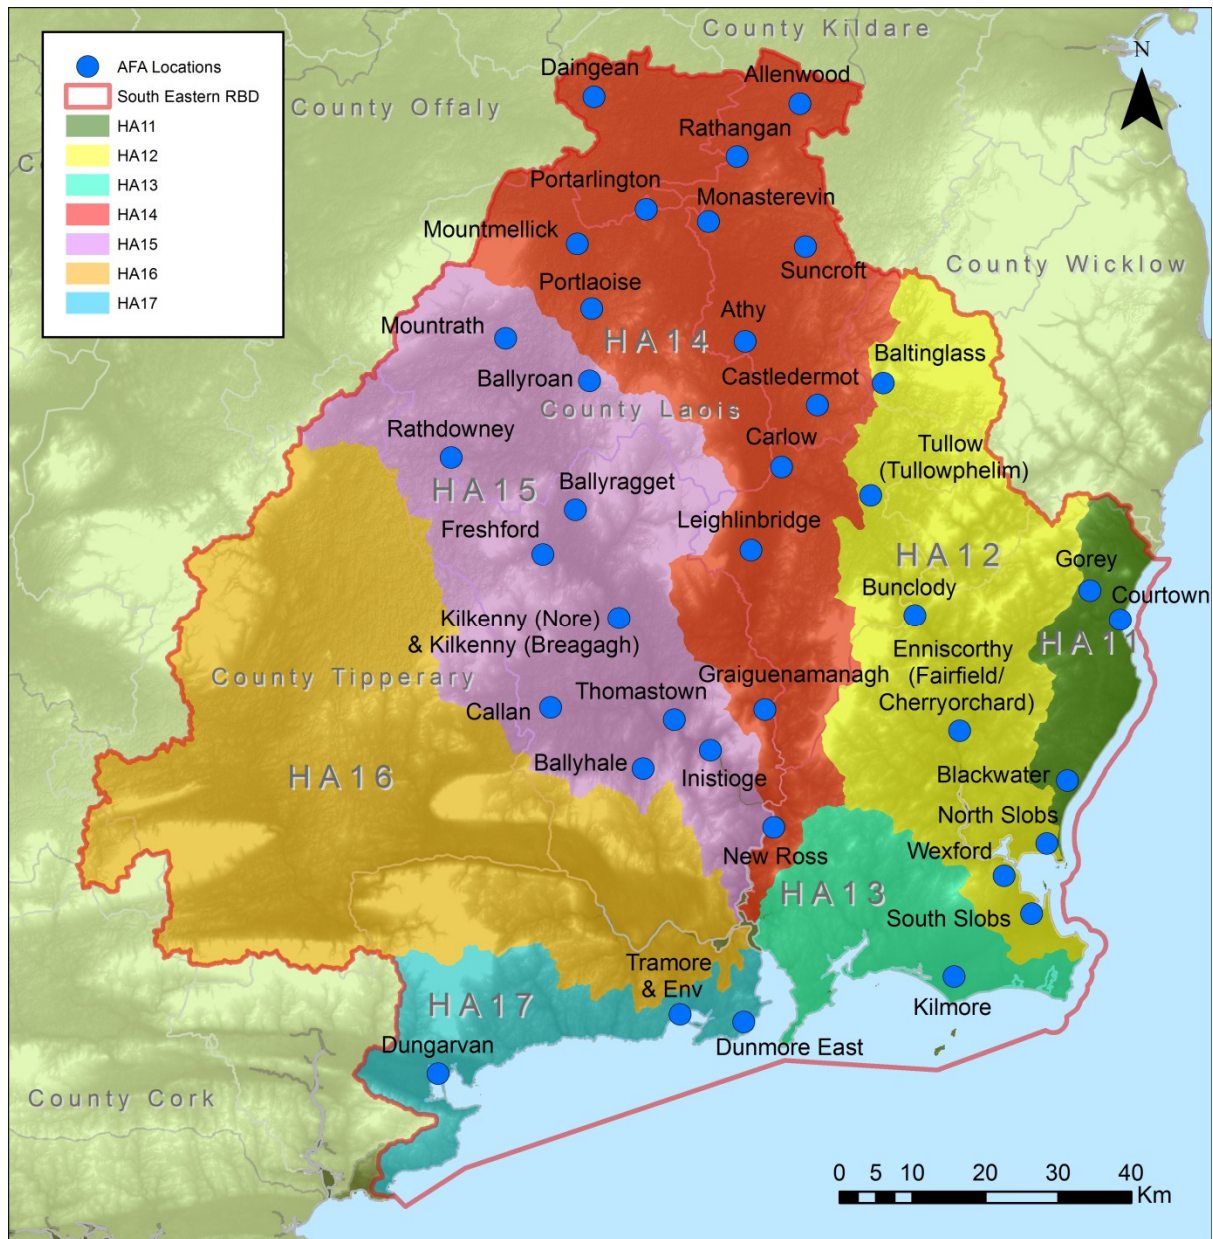 County Kildare
N
AFA Locations
South Eastern RBD
HA11
HA12
HA13
HA14
HA15
HA16
HA17
Daingean
Allenwood
County Offaly
C
Rathangan
Portarlington
Monasterevin
Mountmellick
Suncroft
County Wicklow
Portlaoise
Athy
Mountrath
HA14
Baltinglass
Ballyroan
Castledermot
County Laois
Rathdowney
Carlow
Tullow
(Tullowphelim)
HA15
Ballyragget
Freshford
Leighlinbridge
HA12
Gorey
Bunclody
Courtown
Kilkenny (Nore)
& Kilkenny (Breagagh)
HA11
Enniscorthy
(Fairfield/
Cherryorchard)
County Tipperary
Graiguenamanagh
Thomastown
Callan
Ballyhale
Inistioge
HA16
Blackwater
North Slobs
New Ross
Wexford
HA13
South Slobs
Tramore
& Env
HA17
Kilmore
Dungarvan
Dunmore East
County Cork
0 5 10 20 30 40
Km